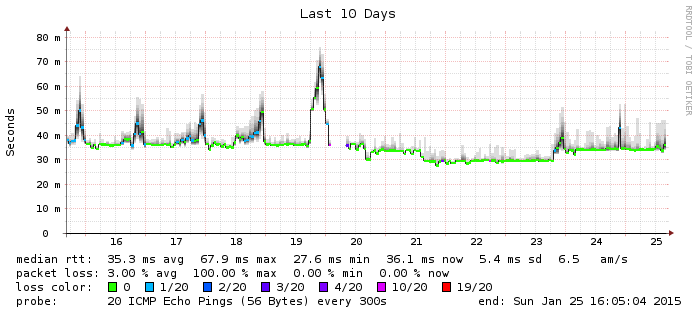 Last 10 Days
RRDTOOL / TOBI OETIKER
Seconds
80 m
70 m
60 m
50 m
40 m
30 m
20 m
10 m
0
16 17 18 19 20 21 22 23 24 25
median rtt: 35.3 ms avg 67.9 ms max 27.6 ms min 36.1 ms now 5.4 ms sd 6.5 am/s
packet loss: 3.00 % avg 100.00 % max 0.00 % min 0.00 % now
loss color: 0 1/20 2/20 3/20 4/20 10/20 19/20
probe: 20 ICMP Echo Pings (56 Bytes) every 300s end: Sun Jan 25 16:05:04 2015